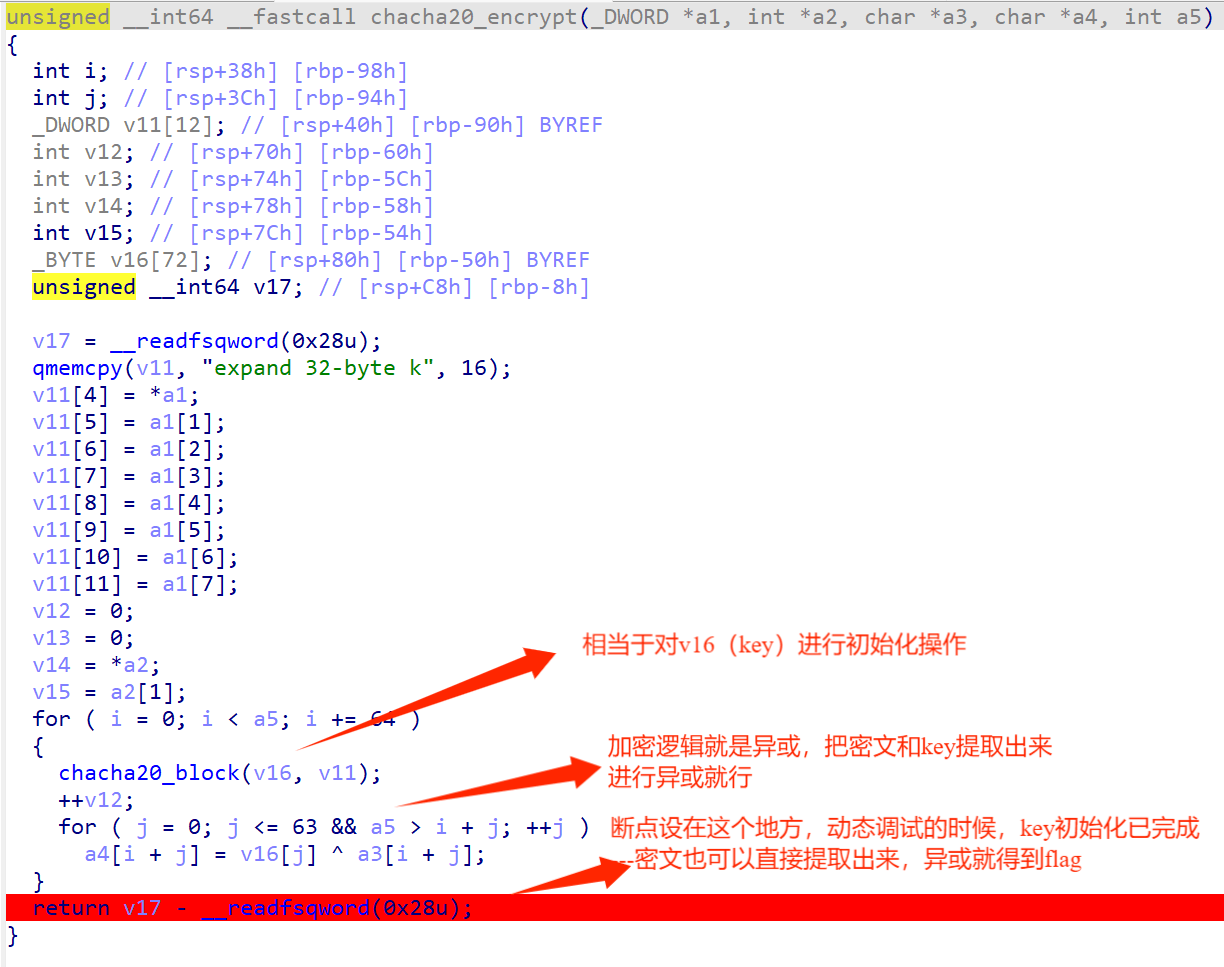 unsigned __int64 __fastcall chacha20_encrypt(_DWORD *a1, int *a2, char *a3, char *a4, int a5)
{
int i; // [rsp+38h] [rbp-98h]
int j; // [rsp+3Ch] [rbp-94h]
_DWORD v11[12]; // [rsp+40h] [rbp-90h] BYREF
int v12; // [rsp+70h] [rbp-60h]
int v13; // [rsp+74h] [rbp-5Ch]
int v14; // [rsp+78h] [rbp-58h]
int v15; // [rsp+7Ch] [rbp-54h]
_BYTE v16[72]; // [rsp+80h] [rbp-50h] BYREF
unsigned __int64 v17; // [rsp+C8h] [rbp-8h]
v17 = __readfsqword(0x28u);
qmemcpy(v11, "expand 32-byte k", 16);
v11[4] = *a1;
v11[5] = a1[1];
v11[6] = a1[2];
v11[7] = a1[3];
v11[8] = a1[4];
v11[9] = a1[5];
v11[10] = a1[6];
v11[11] = a1[7];
v12 = 0;
v13 = 0;
相当于对v16（key）进行初始化操作
v14 = *a2;
v15 = a2[1];
for ( i = 0; i < a5; i += 64 )
{
加密逻辑就是异或，把密文和key提取出来
进行异或就行
chacha20_block(v16, v11);
++v12;
for ( j = 0; j <= 63 && a5 > i + j; ++j )
断点设在这个地方，动态调试的时候，key初始化已完成
a4[i + j] = v16[j] ^ a3[i + j];
---密文也可以直接提取出来，异或就得到flag
}
return v17 - __readfsqword(0x28u);
}